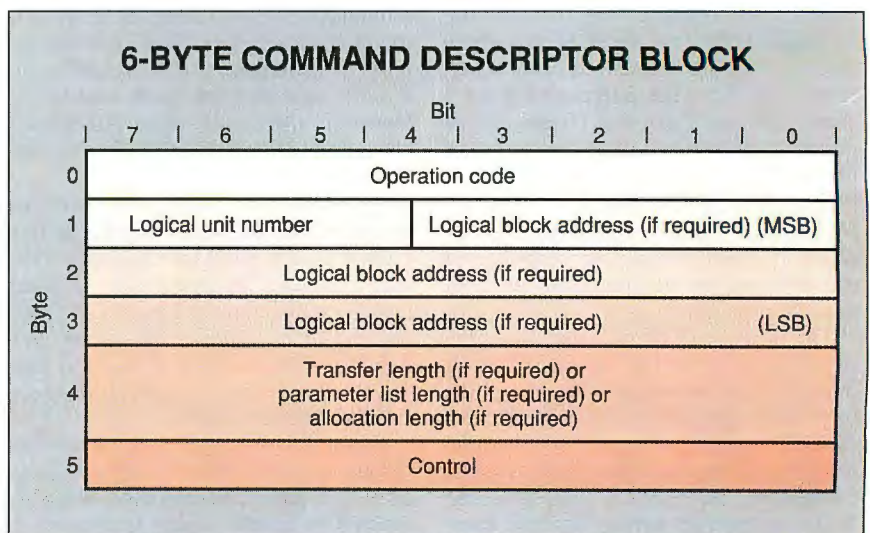 6-BYTE COMMAND DESCRIPTOR BLOCK
Bit
7 6 5 4 3 2 1 0
0 Operation code
1 Logical unit number Logical block address (if required) (MSB)
2 Logical block address (if required)
Byte
3 Logical block address (if required) (LSB)
Transfer length (if required) or
4 parameter list length (if required) or
allocation length (if required)
5 Control